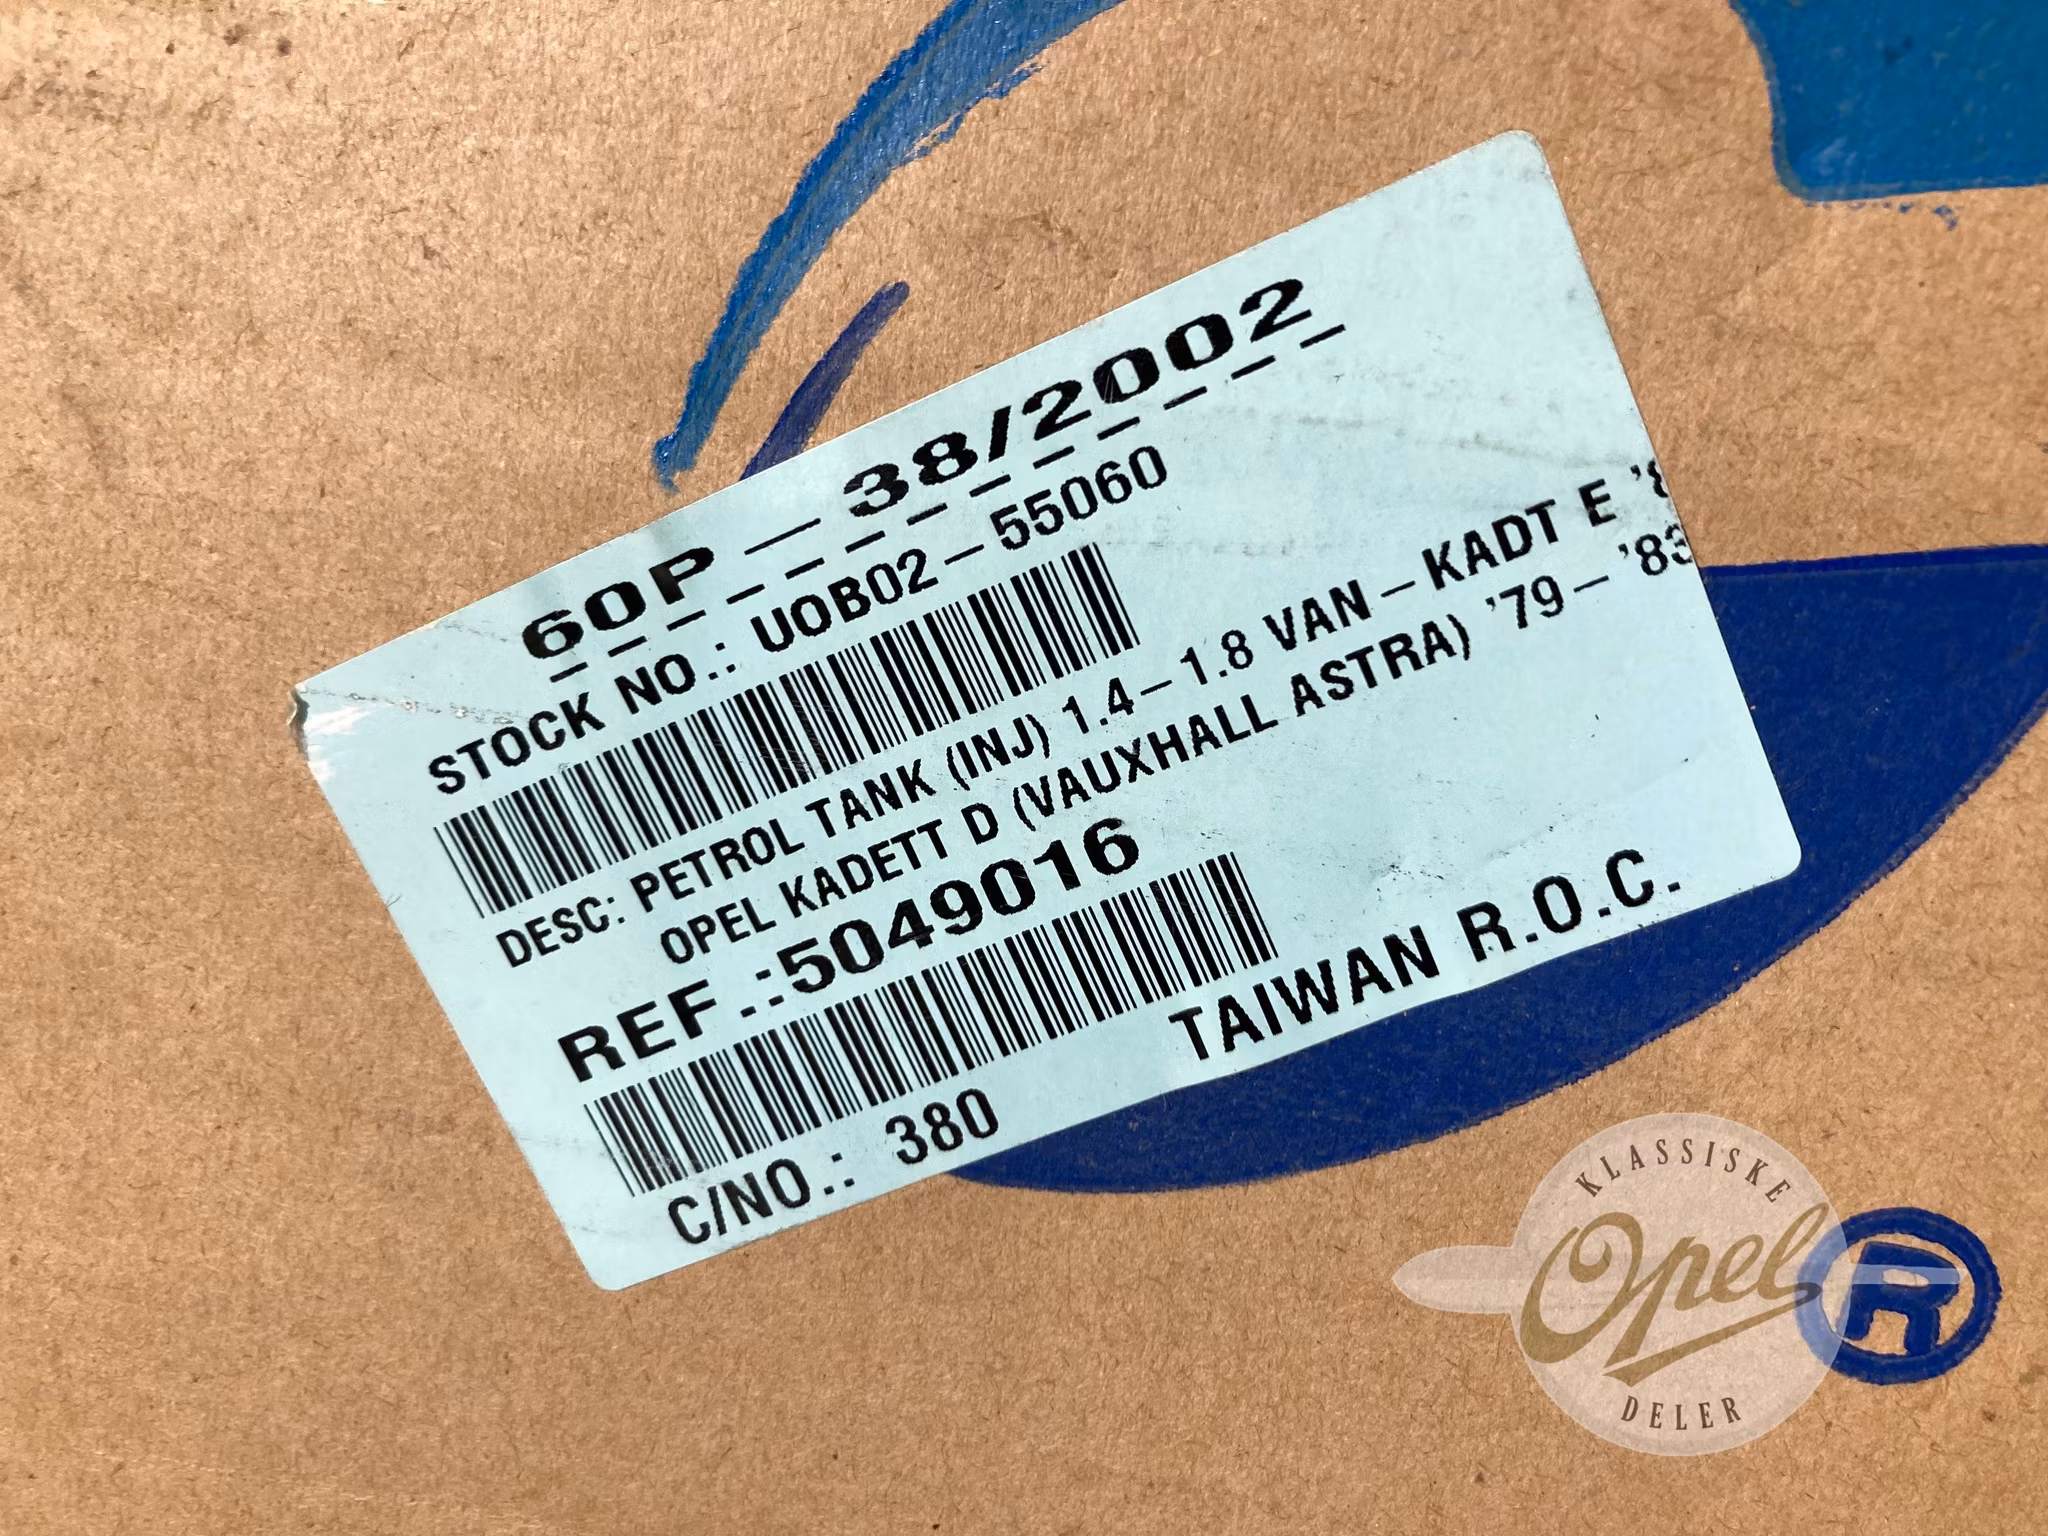 60P — 38/2002
STOCK NO.: UOB02-55060
DESC: PETROL TANK (INJ) 1.4-1.8 VAN-KADT E
OPEL KADETT D (VAUXHALL ASTRA) '79-'83
REF.:5049016
C/NO.: 380
TAIWAN R.O.C.
KLASSISKE
Opel
DELER
®